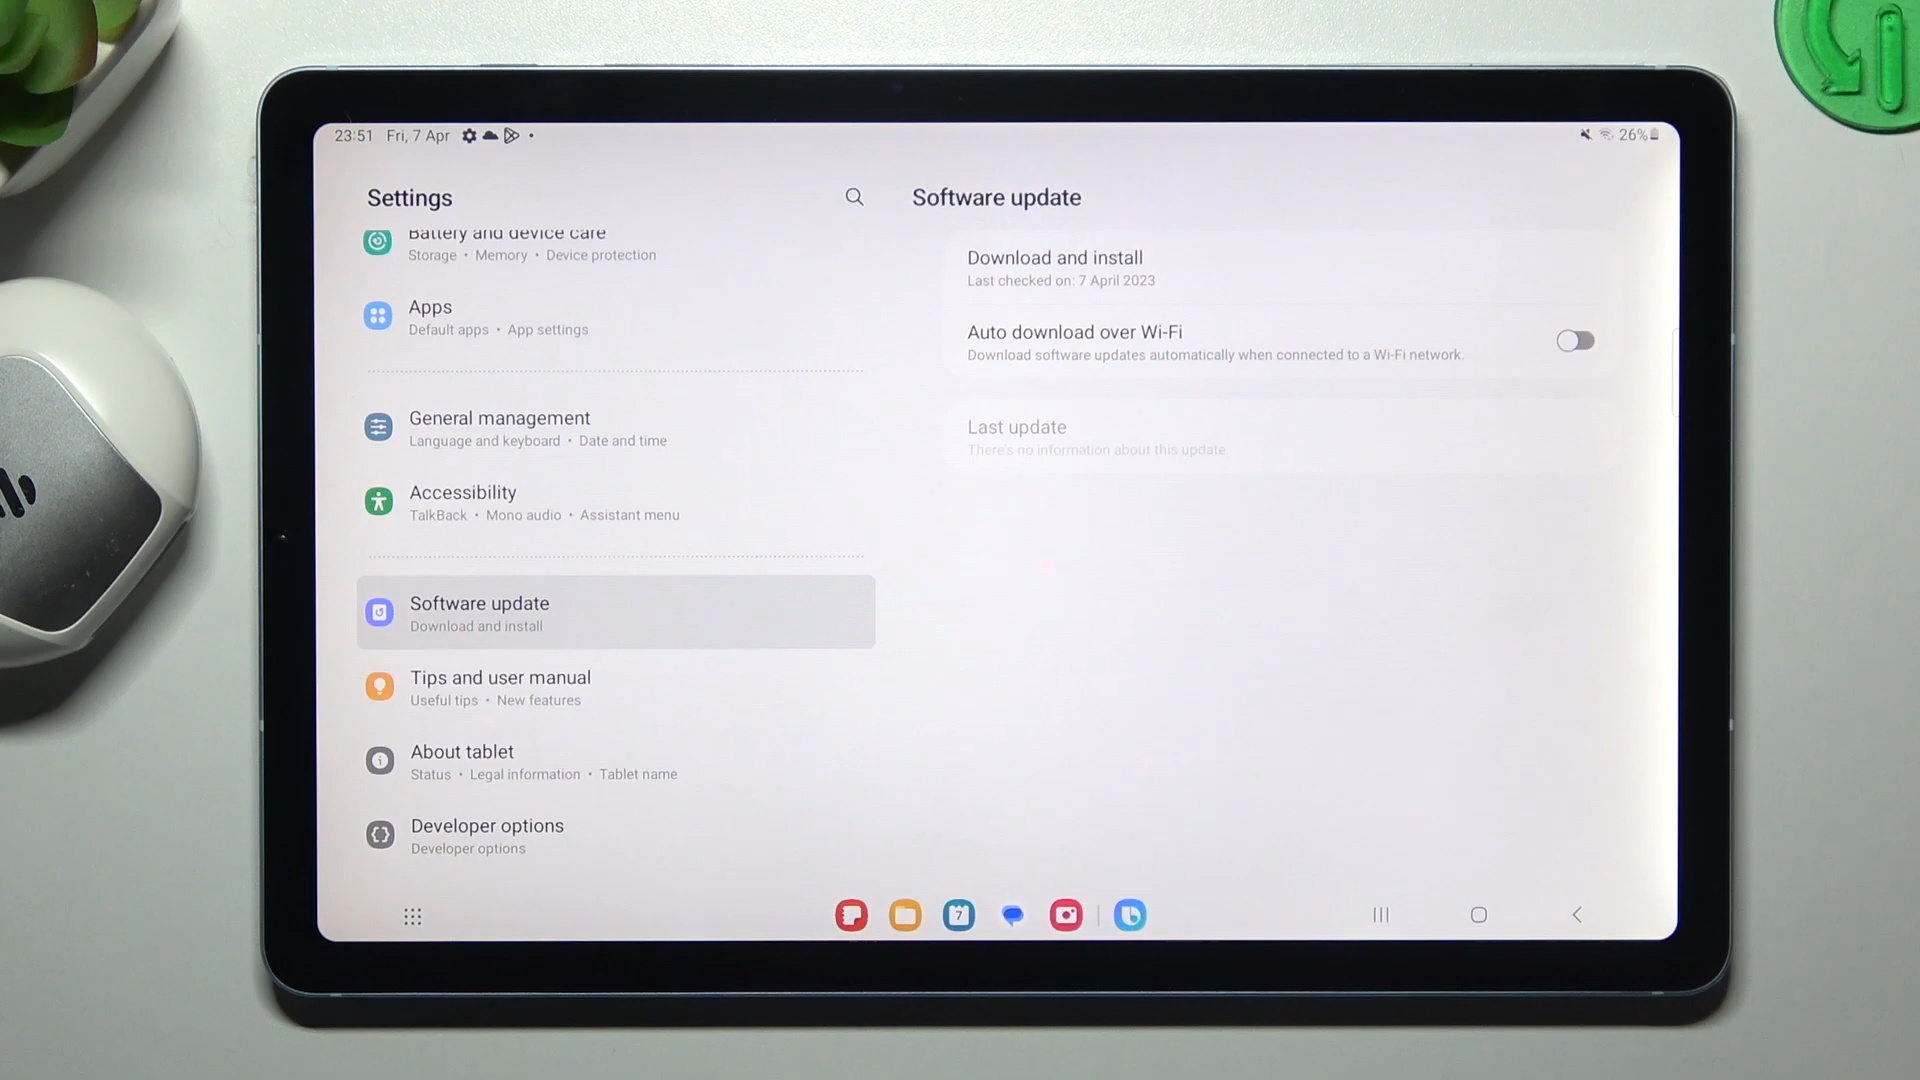 23:51 Fri, 7 Apr
26%
Settings
Battery and device care
Storage • Memory • Device protection
Apps
Default apps • App settings
General management
Language and keyboard • Date and time
Accessibility
TalkBack • Mono audio • Assistant menu
Software update
Download and install
Tips and user manual
Useful tips • New features
About tablet
Status • Legal information • Tablet name
Developer options
Developer options
Software update
Download and install
Last checked on: 7 April 2023
Auto download over Wi-Fi
Download software updates automatically when connected to a Wi-Fi network.
Last update
There's no information about this update
7